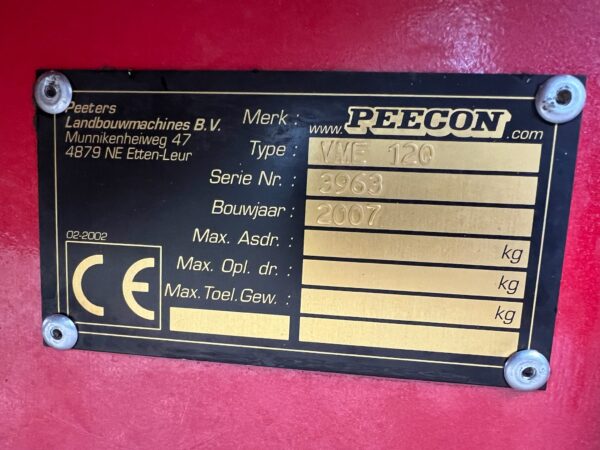 Peeters
Landbouwmachines B.V.
Munnikenheiweg 47
4879 NE Etten-Leur
Merk : www.PEECON.com
Type : VMF 120
Serie Nr. : 3963
Bouwjaar : 2007
Max. Asdr. : kg
Max. Opl. dr. : kg
Max. Toel. Gew. : kg
02-2002
CE